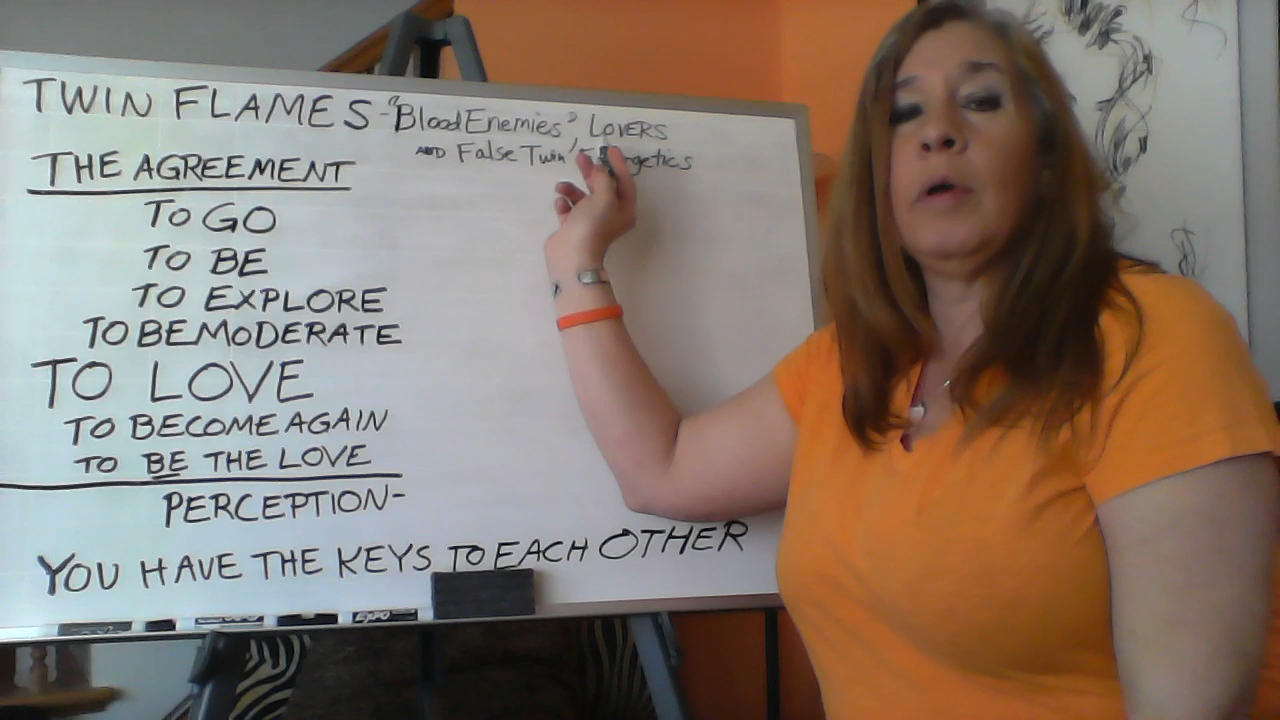 TWIN FLAMES - "Blood Enemies", LOVERS
AND False Twin'
THE AGREEMENT
TO GO
TO BE
TO EXPLORE
TO BE MODERATE
TO LOVE
TO BECOME AGAIN
TO BE THE LOVE
PERCEPTION-
YOU HAVE THE KEYS TO EACH OTHER
EXPO